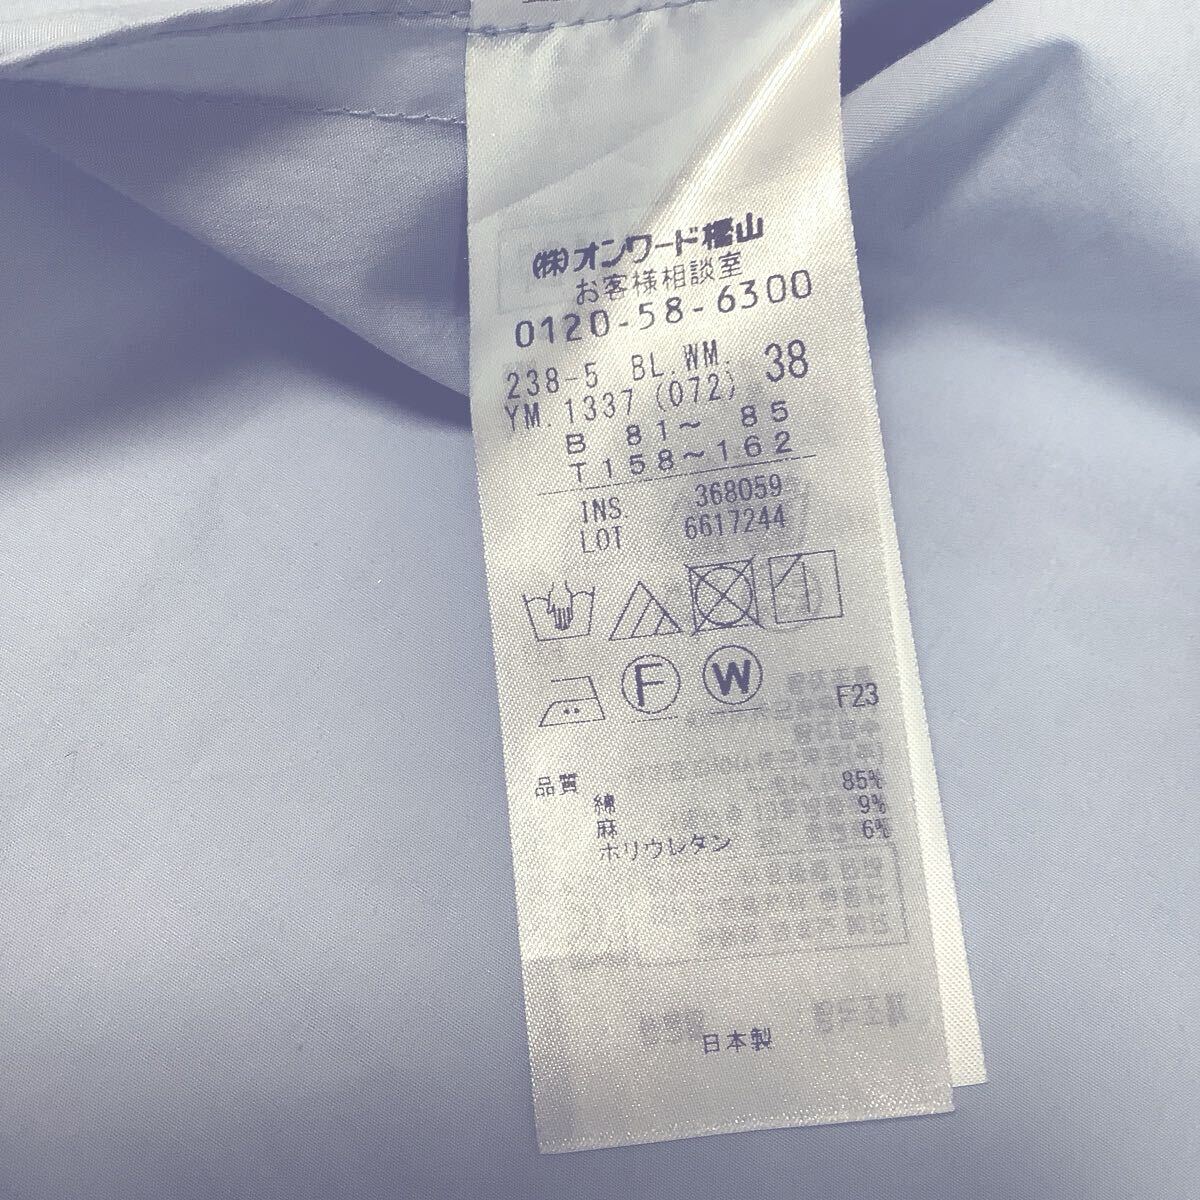 (株)オンワード樫山
お客様相談室
0120-58-6300
238-5 BL.WM. 38
YM.1337(072)
B 81～ 85
T158～162
INS. 368059
LOT 6617244
F W
F23
品質
綿 85%
麻 9%
ポリウレタン 6%
日本製